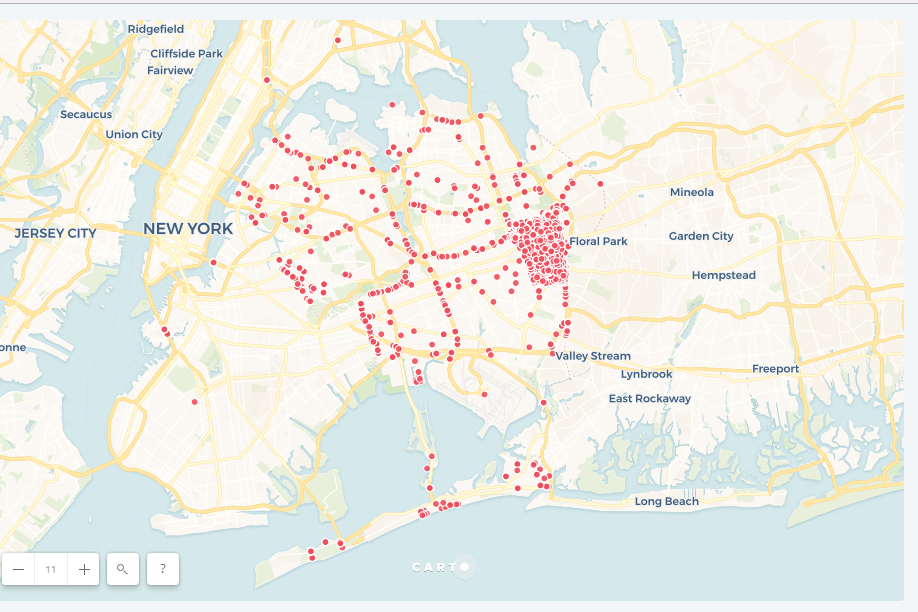 Ridgefield
Cliffside Park
Fairview
Secaucus
Union City
Mineola
JERSEY CITY
NEW YORK
Garden City
Floral Park
Hempstead
onne
Valley Stream
Lynbrook
Freeport
East Rockaway
Long Beach
11
?
CARTO